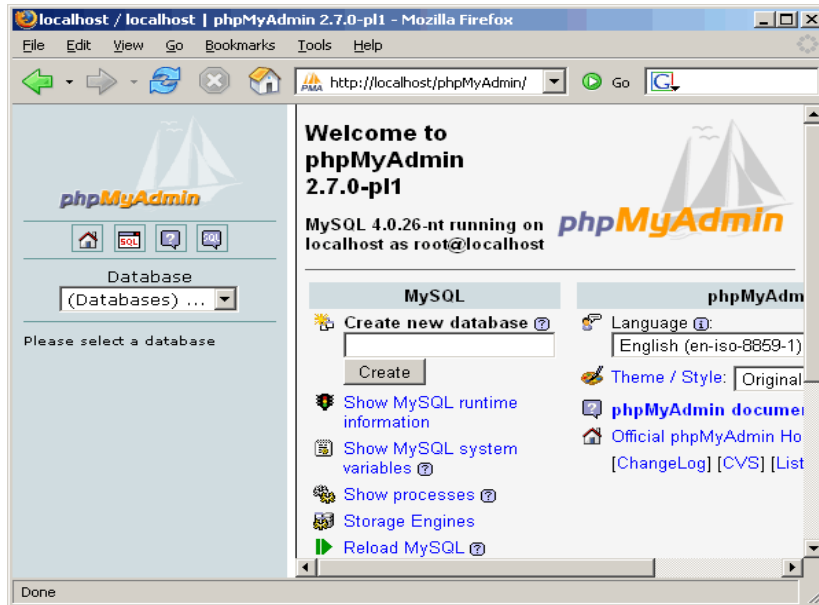 localhost / localhost | phpMyAdmin 2.7.0-pl1 - Mozilla Firefox
File Edit View Go Bookmarks Tools Help
PMA http://localhost/phpMyAdmin/ Go G
phpMyAdmin
SQL ? SQL
Database
(Databases) ...
Please select a database
Welcome to
phpMyAdmin
2.7.0-pl1
MySQL 4.0.26-nt running on
localhost as root@localhost
phpMyAdmin
MySQL
Create new database ?
Create
Show MySQL runtime
information
Show MySQL system
variables ?
Show processes ?
Storage Engines
Reload MySQL ?
phpMyAdm
Language i:
English (en-iso-8859-1)
Theme / Style: Original
phpMyAdmin documen
Official phpMyAdmin Ho
[ChangeLog] [CVS] [List
Done